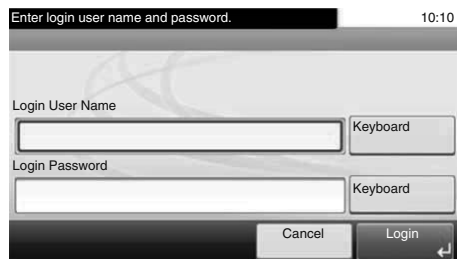 Enter login user name and password. 10:10
Login User Name
Keyboard
Login Password
Keyboard
Cancel Login